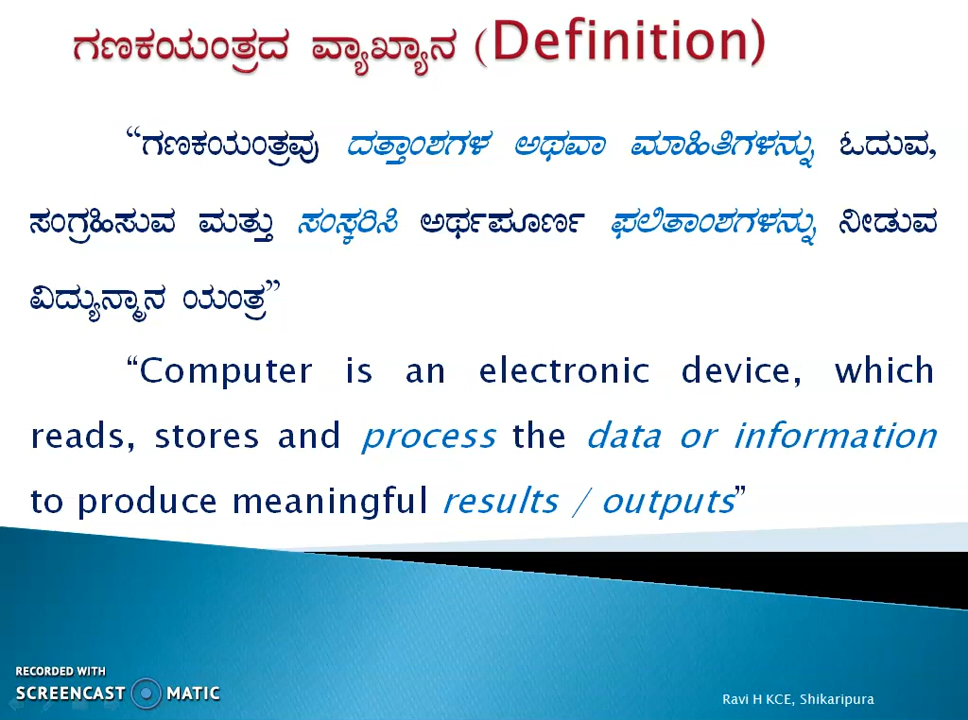 ಗಣಕಯಂತ್ರದ ವ್ಯಾಖ್ಯಾನ (Definition)
“ಗಣಕಯಂತ್ರವು ದತ್ತಾಂಶಗಳ ಅಥವಾ ಮಾಹಿತಿಗಳನ್ನು ಓದುವ,
ಸಂಗ್ರಹಿಸುವ ಮತ್ತು ಸಂಸ್ಕರಿಸಿ ಅರ್ಥಪೂರ್ಣ ಫಲಿತಾಂಶಗಳನ್ನು ನೀಡುವ
ವಿದ್ಯುನ್ಮಾನ ಯಂತ್ರ”
“Computer is an electronic device, which
reads, stores and process the data or information
to produce meaningful results / outputs”
RECORDED WITH
SCREENCAST MATIC
Ravi H KCE, Shikaripura